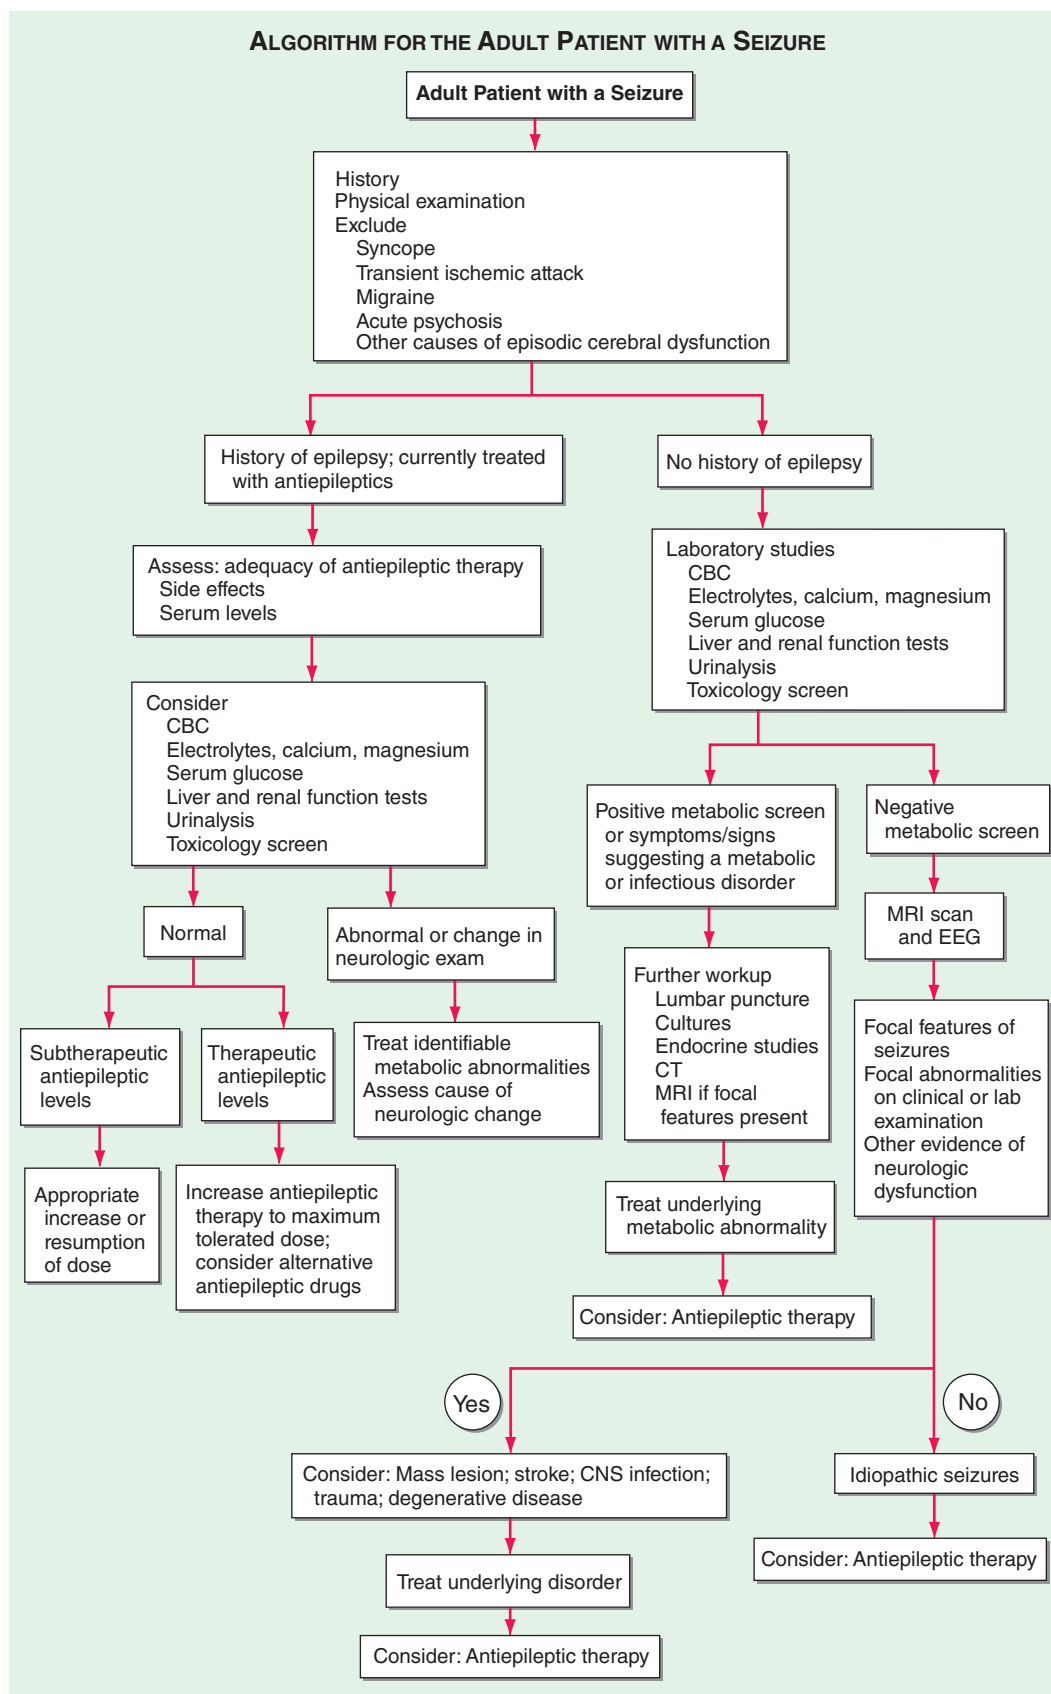 ALGORITHM FOR THE ADULT PATIENT WITH A SEIZURE
Adult Patient with a Seizure
History
Physical examination
Exclude
Syncope
Transient ischemic attack
Migraine
Acute psychosis
Other causes of episodic cerebral dysfunction
History of epilepsy; currently treated
with antiepileptics
Assess: adequacy of antiepileptic therapy
Side effects
Serum levels
Consider
CBC
Electrolytes, calcium, magnesium
Serum glucose
Liver and renal function tests
Urinalysis
Toxicology screen
Normal
Abnormal or change in
neurologic exam
Subtherapeutic
antiepileptic
levels
Therapeutic
antiepileptic
levels
Treat identifiable
metabolic abnormalities
Assess cause of
neurologic change
Appropriate
increase or
resumption
of dose
Increase antiepileptic
therapy to maximum
tolerated dose;
consider alternative
antiepileptic drugs
No history of epilepsy
Laboratory studies
CBC
Electrolytes, calcium, magnesium
Serum glucose
Liver and renal function tests
Urinalysis
Toxicology screen
Positive metabolic screen
or symptoms/signs
suggesting a metabolic
or infectious disorder
Further workup
Lumbar puncture
Cultures
Endocrine studies
CT
MRI if focal
features present
Treat underlying
metabolic abnormality
Consider: Antiepileptic therapy
Negative
metabolic screen
MRI scan
and EEG
Focal features of
seizures
Focal abnormalities
on clinical or lab
examination
Other evidence of
neurologic
dysfunction
Yes
Consider: Mass lesion; stroke; CNS infection;
trauma; degenerative disease
Treat underlying disorder
Consider: Antiepileptic therapy
No
Idiopathic seizures
Consider: Antiepileptic therapy